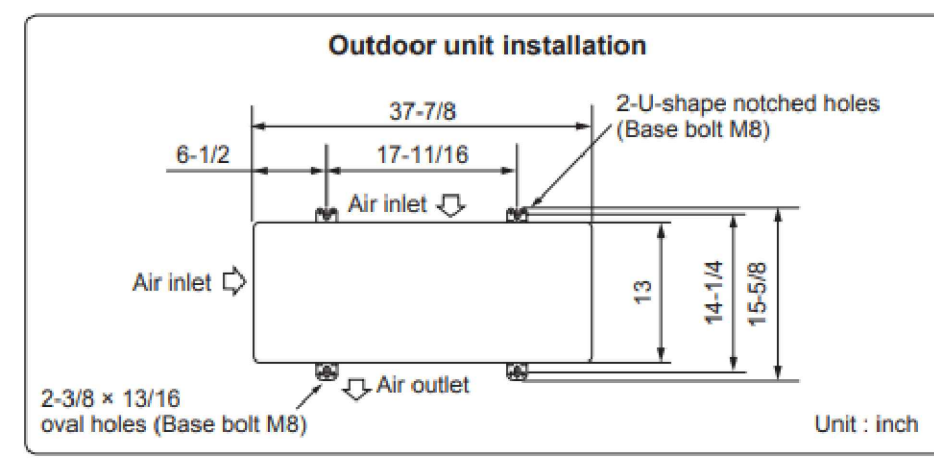 Outdoor unit installation
37-7/8
2-U-shape notched holes
(Base bolt M8)
6-1/2
17-11/16
Air inlet
Air inlet
13
14-1/4
15-5/8
Air outlet
2-3/8 × 13/16
oval holes (Base bolt M8)
Unit : inch